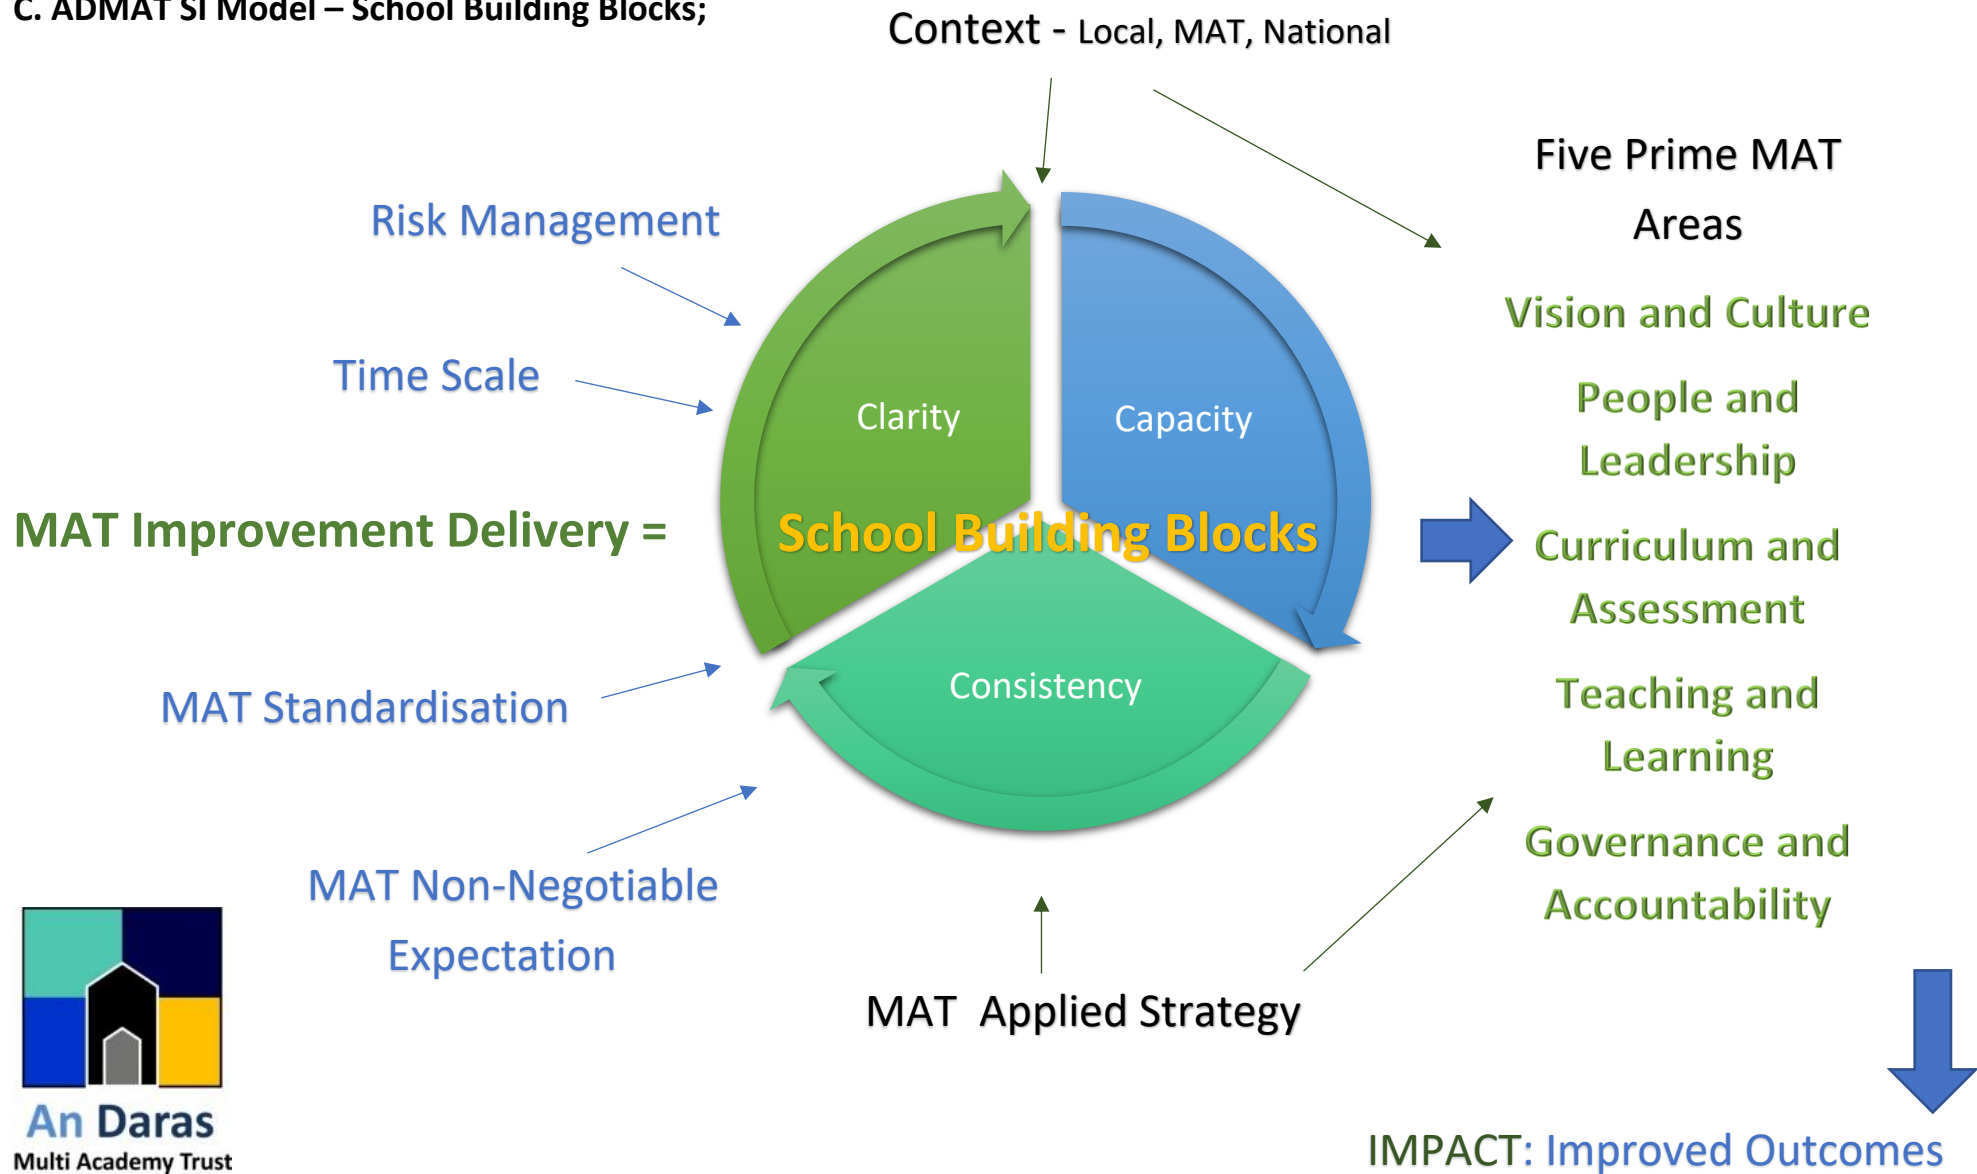 C. ADMAT SI Model – School Building Blocks;
Context - Local, MAT, National
Five Prime MAT
Areas
Risk Management
Time Scale
MAT Improvement Delivery =
MAT Standardisation
MAT Non-Negotiable
Expectation
Clarity
Capacity
School Building Blocks
Consistency
MAT  Applied Strategy
Vision and Culture
People and
Leadership
Curriculum and
Assessment
Teaching and
Learning
Governance and
Accountability
An Daras
Multi Academy Trust
IMPACT: Improved Outcomes